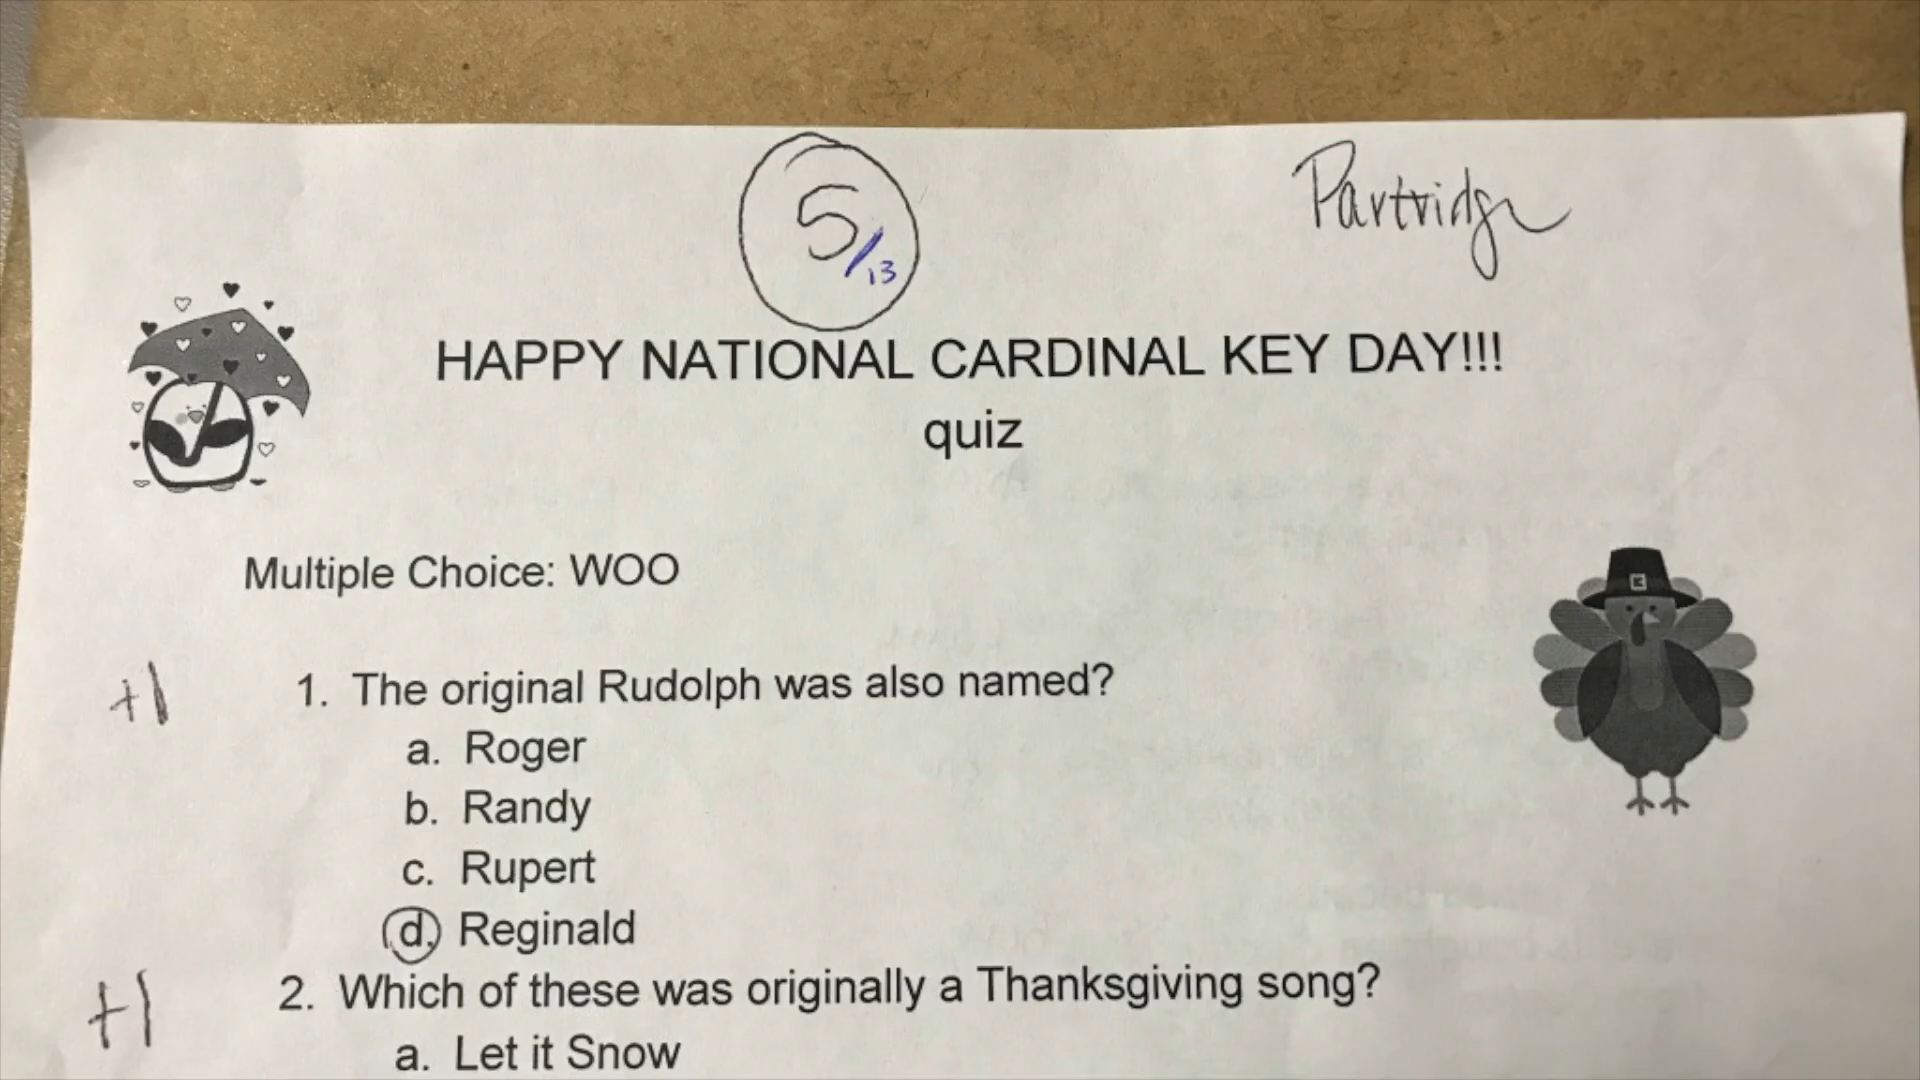 5/13
Partridge
HAPPY NATIONAL CARDINAL KEY DAY!!!
quiz
Multiple Choice: WOO
+1
1. The original Rudolph was also named?
a. Roger
b. Randy
c. Rupert
d. Reginald
+1
2. Which of these was originally a Thanksgiving song?
a. Let it Snow